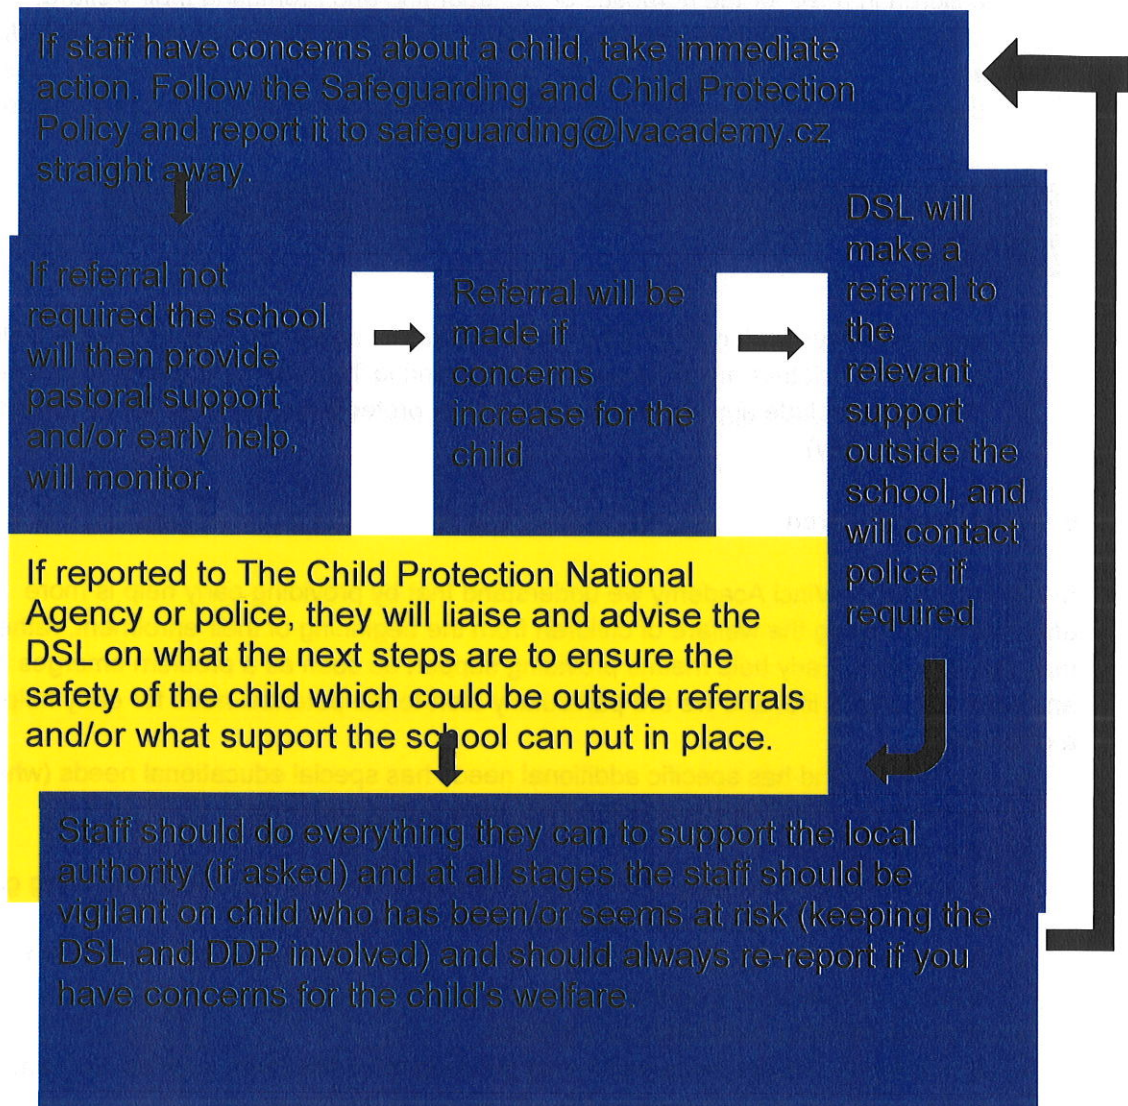 If staff have concerns about a child, take immediate
action. Follow the Safeguarding and Child Protection
Policy and report it to safeguarding@lvacademy.cz
straight away.
If referral not
required the school
will then provide
pastoral support
and/or early help,
will monitor.
Referral will be
made if
concerns
increase for the
child
DSL will
make a
referral to
the
relevant
support
outside the
school, and
will contact
police if
required
If reported to The Child Protection National
Agency or police, they will liaise and advise the
DSL on what the next steps are to ensure the
safety of the child which could be outside referrals
and/or what support the school can put in place.
Staff should do everything they can to support the local
authority (if asked) and at all stages the staff should be
vigilant on child who has been/or seems at risk (keeping the
DSL and DDP involved) and should always re-report if you
have concerns for the child's welfare.